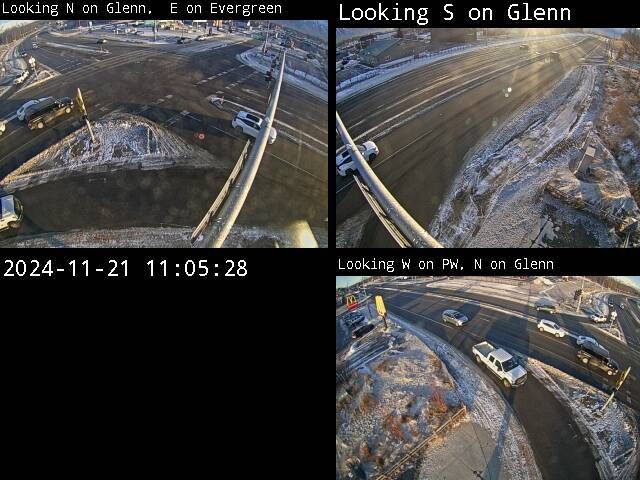 Looking N on Glenn,  E on Evergreen
Looking S on Glenn
2024-11-21 11:05:28
Looking W on PW, N on Glenn